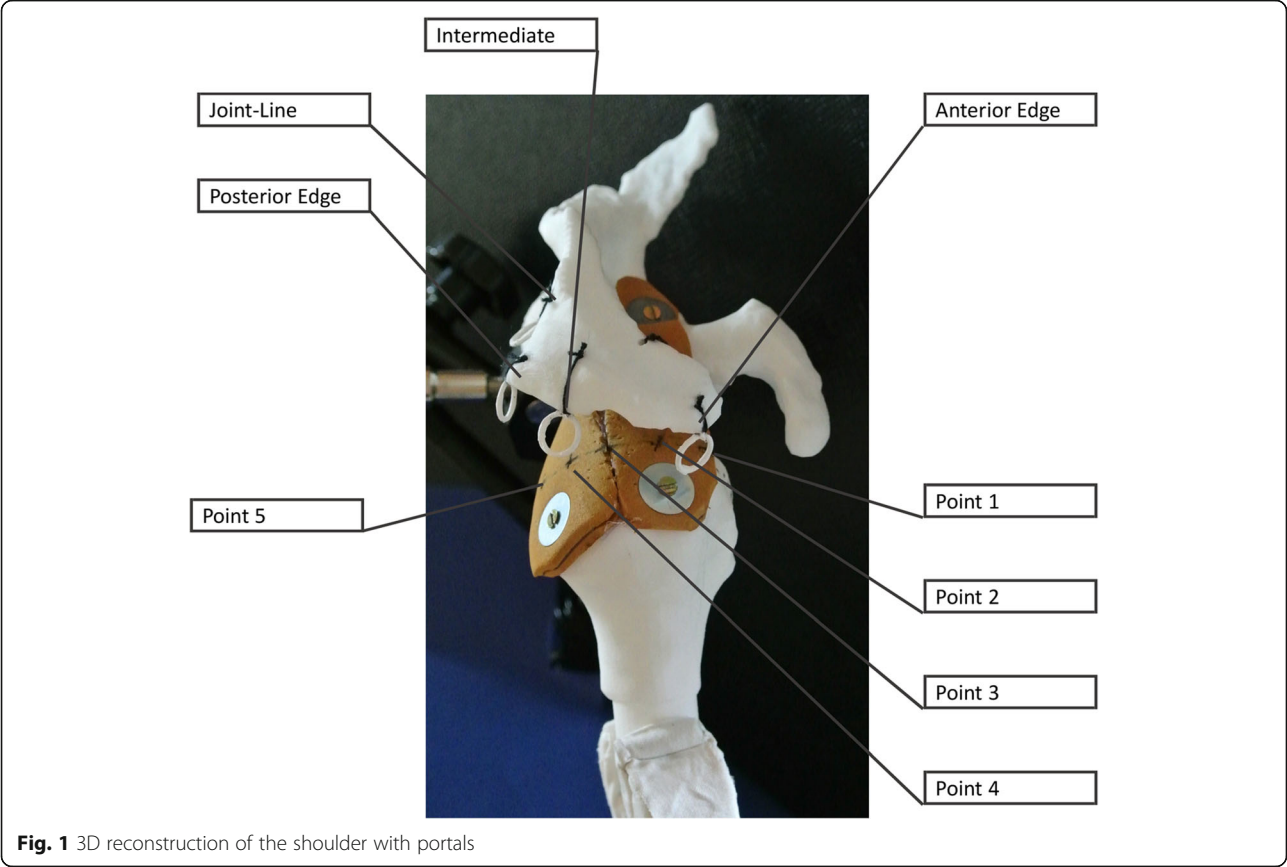 Intermediate
Joint-Line
Anterior Edge
Posterior Edge
Point 5
Point 1
Point 2
Point 3
Point 4
Fig. 1 3D reconstruction of the shoulder with portals